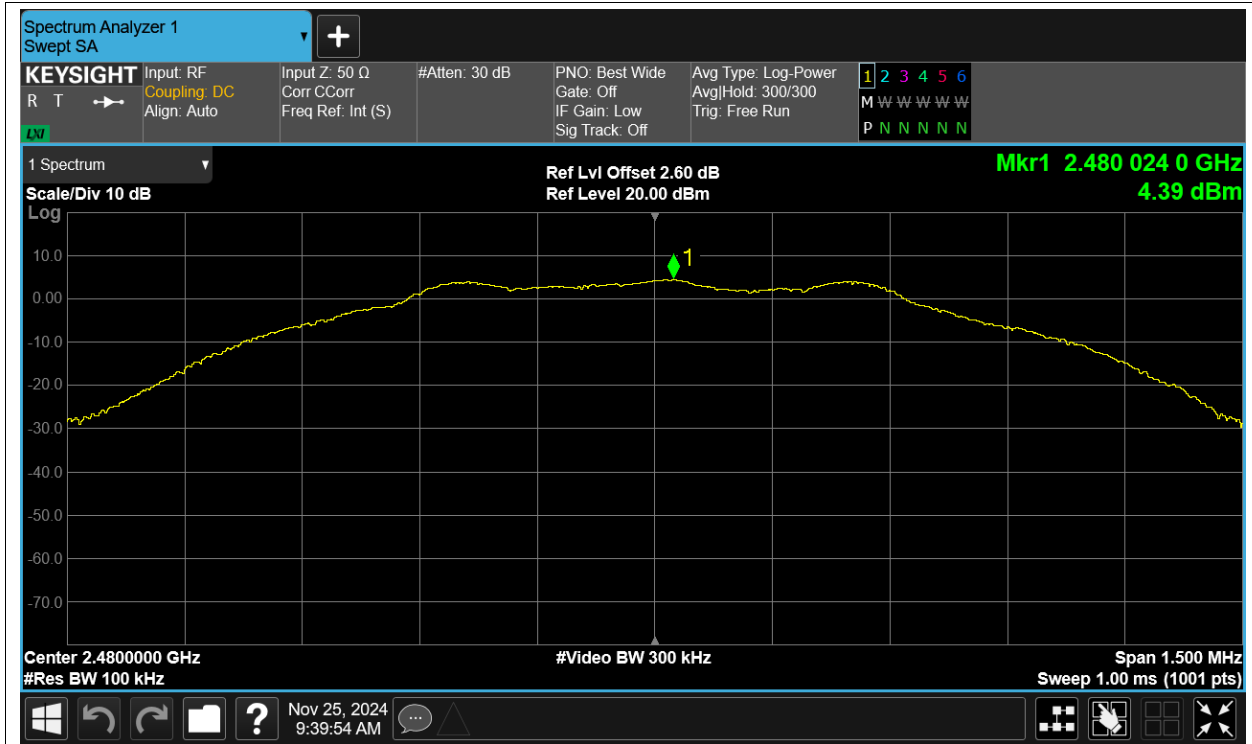 Spectrum Analyzer 1
Swept SA
+
KEYSIGHT
R T
LXI
Input: RF
Coupling: DC
Align: Auto
Input Z: 50 Ω
Corr CCorr
Freq Ref: Int (S)
#Atten: 30 dB
PNO: Best Wide
Gate: Off
IF Gain: Low
Sig Track: Off
Avg Type: Log-Power
Avg|Hold: 300/300
Trig: Free Run
1 2 3 4 5 6
M W W W W W
P N N N N N
1 Spectrum
Scale/Div 10 dB
Log
Ref Lvl Offset 2.60 dB
Ref Level 20.00 dBm
Mkr1 2.480 024 0 GHz
4.39 dBm
1
10.0
0.00
-10.0
-20.0
-30.0
-40.0
-50.0
-60.0
-70.0
Center 2.4800000 GHz
#Res BW 100 kHz
#Video BW 300 kHz
Span 1.500 MHz
Sweep 1.00 ms (1001 pts)
?
Nov 25, 2024
9:39:54 AM